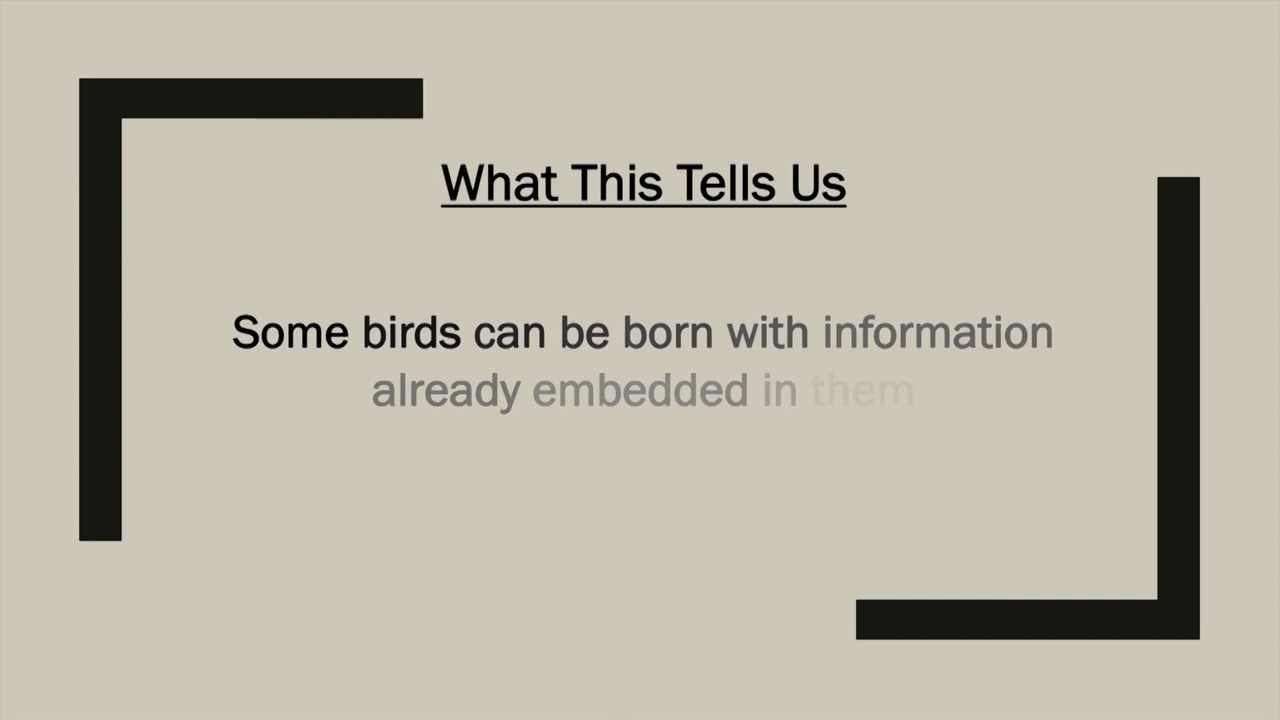 What This Tells Us
Some birds can be born with information
already embedded in them